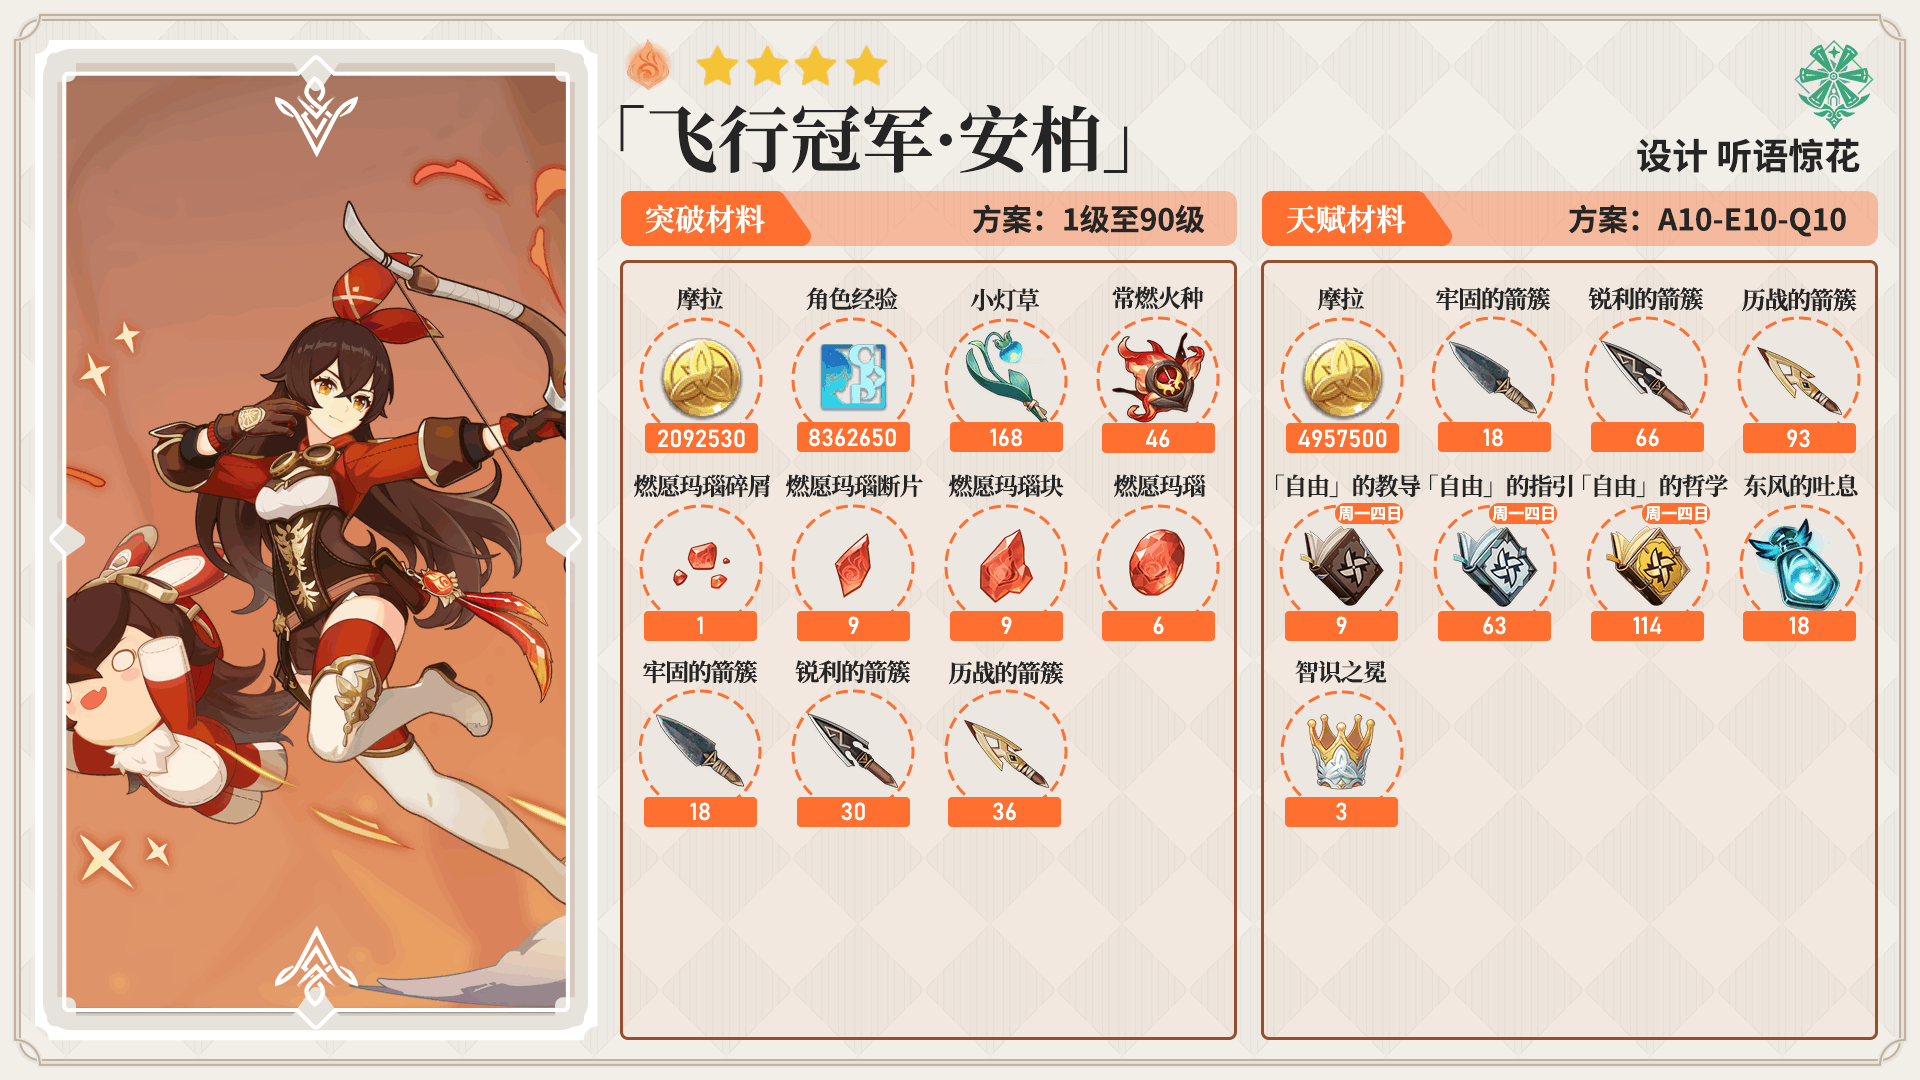 「飞行冠军·安柏」
设计 听语惊花
突破材料 方案：1级至90级
摩拉 角色经验 小灯草 常燃火种
2092530 8362650 168 46
燃愿玛瑙碎屑 燃愿玛瑙断片 燃愿玛瑙块 燃愿玛瑙
1 9 9 6
牢固的箭簇 锐利的箭簇 历战的箭簇
18 30 36
天赋材料 方案：A10-E10-Q10
摩拉 牢固的箭簇 锐利的箭簇 历战的箭簇
4957500 18 66 93
「自由」的教导 「自由」的指引 「自由」的哲学 东风的吐息
周一四日 周一四日 周一四日
9 63 114 18
智识之冕
3